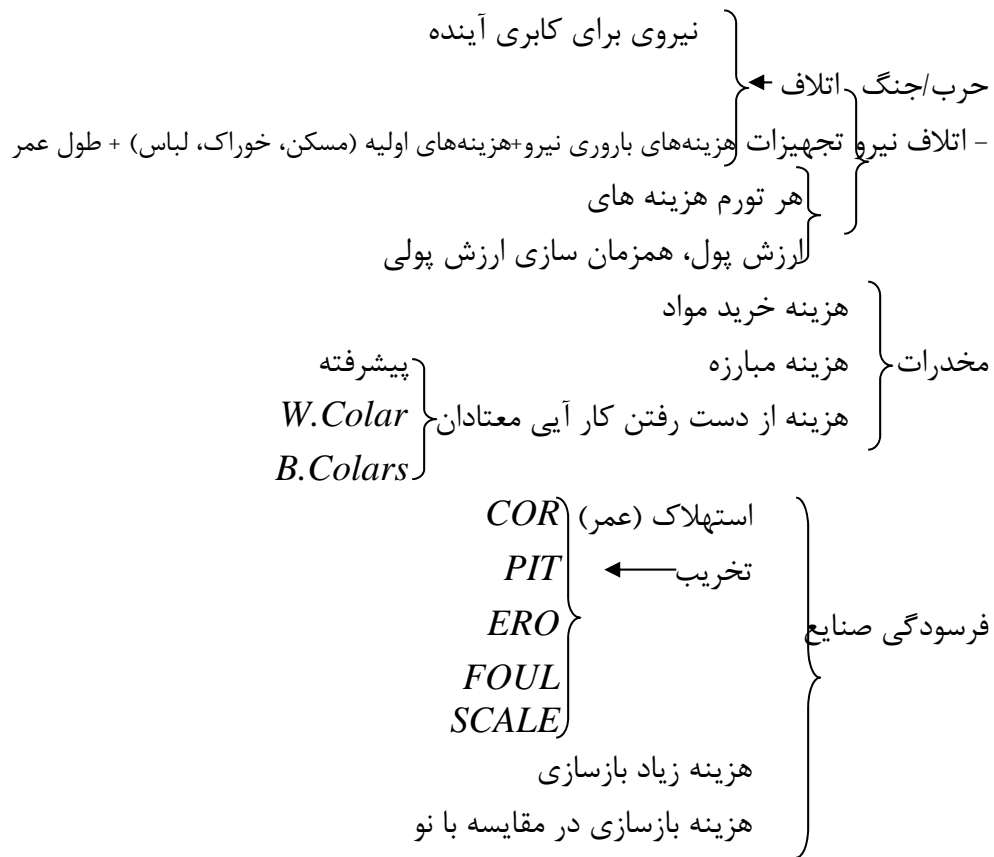 نیروی برای کابری آینده
حرب/جنگ اتلاف
- اتلاف نیرو تجهیزات هزینه‌های باروری نیرو+هزینه‌های اولیه (مسکن، خوراک، لباس) + طول عمر
هر تورم هزینه های
ارزش پول، همزمان سازی ارزش پولی
هزینه خرید مواد
مخدرات هزینه مبارزه پیشرفته
هزینه از دست رفتن کار آیی معتادان W.Colar
B.Colars
استهلاک (عمر) COR
تخریب PIT
فرسودگی صنایع ERO
FOUL
SCALE
هزینه زیاد بازسازی
هزینه بازسازی در مقایسه با نو